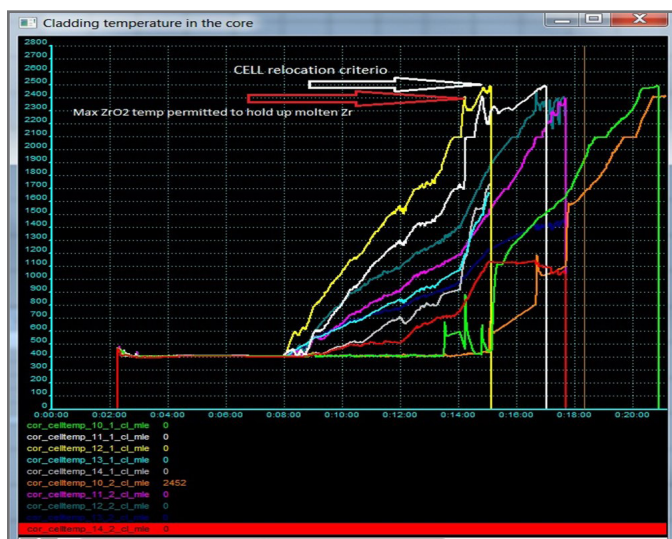 Cladding temperature in the core
2800
2700
2600
2500
2400
2300
2200
2100
2000
1900
1800
1700
1600
1500
1400
1300
1200
1100
1000
900
800
700
600
500
400
300
200
100
0
CELL relocation criterio
Max ZrO2 temp permitted to hold up molten Zr
0:00:00 0:02:00 0:04:00 0:06:00 0:08:00 0:10:00 0:12:00 0:14:00 0:16:00 0:18:00 0:20:00
cor_celltemp_10_1_cl_mle 0
cor_celltemp_11_1_cl_mle 0
cor_celltemp_12_1_cl_mle 0
cor_celltemp_13_1_cl_mle 0
cor_celltemp_14_1_cl_mle 0
cor_celltemp_10_2_cl_mle 2452
cor_celltemp_11_2_cl_mle 0
cor_celltemp_12_2_cl_mle 0
cor_celltemp_14_2_cl_mle 0